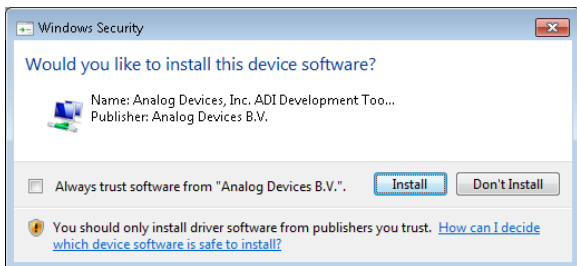 Windows Security
Would you like to install this device software?
Name: Analog Devices, Inc. ADI Development Too...
Publisher: Analog Devices B.V.
Always trust software from "Analog Devices B.V.". Install Don't Install
You should only install driver software from publishers you trust. How can I decide
which device software is safe to install?